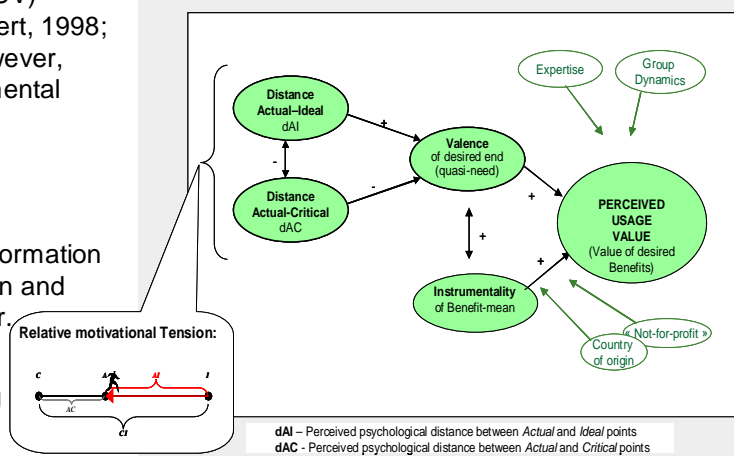 ert, 1998;
wever,
nental
ormation
n and
r.
Expertise
Group
Dynamics
Distance
Actual–Ideal
dAI
+
-
Valence
of desired end
(quasi-need)
Distance
Actual-Critical
dAC
-
+
+
PERCEIVED
USAGE
VALUE
(Value of desired
Benefits)
+
Instrumentality
of Benefit-mean
« Not-for-profit »
Country
of origin
Relative motivational Tension:
C
AI
I
AC
CI
dAI – Perceived psychological distance between Actual and Ideal points
dAC - Perceived psychological distance between Actual and Critical points